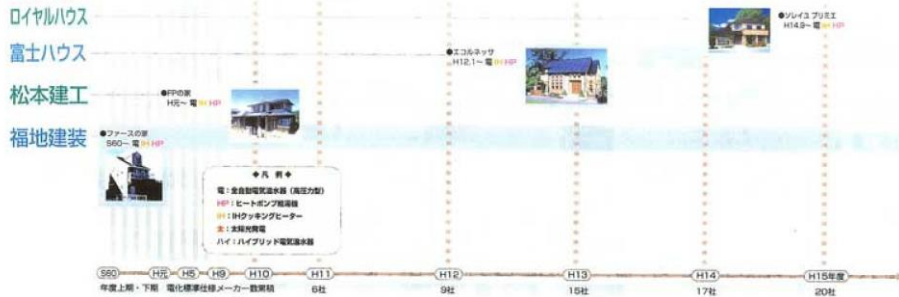 ロイヤルハウス
●ソレイユ プリミエ
H14.9〜 電 IH HP
富士ハウス
●エコルネッサ
H12.1〜 電 IH HP
松本建工
●FPの家
H元〜 電 IH HP
福地建装
●ファースの家
S60〜 電 IH HP
◆凡 例◆
電：全自動電気温水器（高圧力型）
HP：ヒートポンプ給湯機
IH：IHクッキングヒーター
太：太陽光発電
ハイ：ハイブリッド電気温水器
S60 H元 H5 H9 H10 H11 H12 H13 H14 H15年度
年度上期・下期 電化標準仕様メーカー数累積 6社 9社 15社 17社 20社